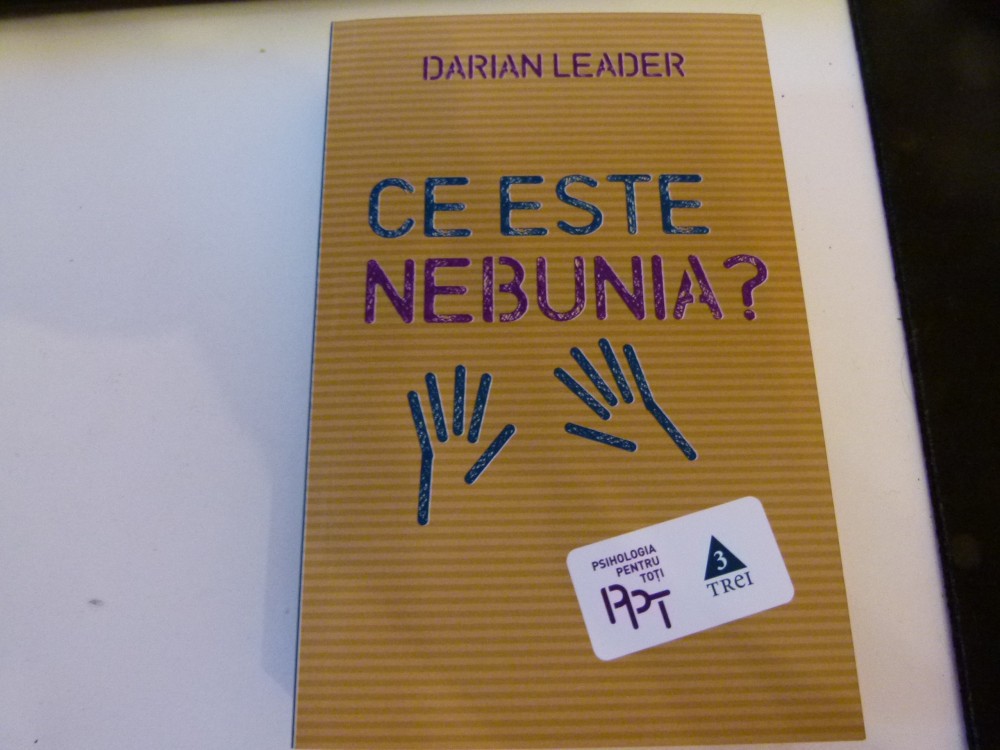 DARIAN LEADER
CE ESTE
NEBUNIA?
PSIHOLOGIA
PENTRU
TOȚI
PPT
3
TREI